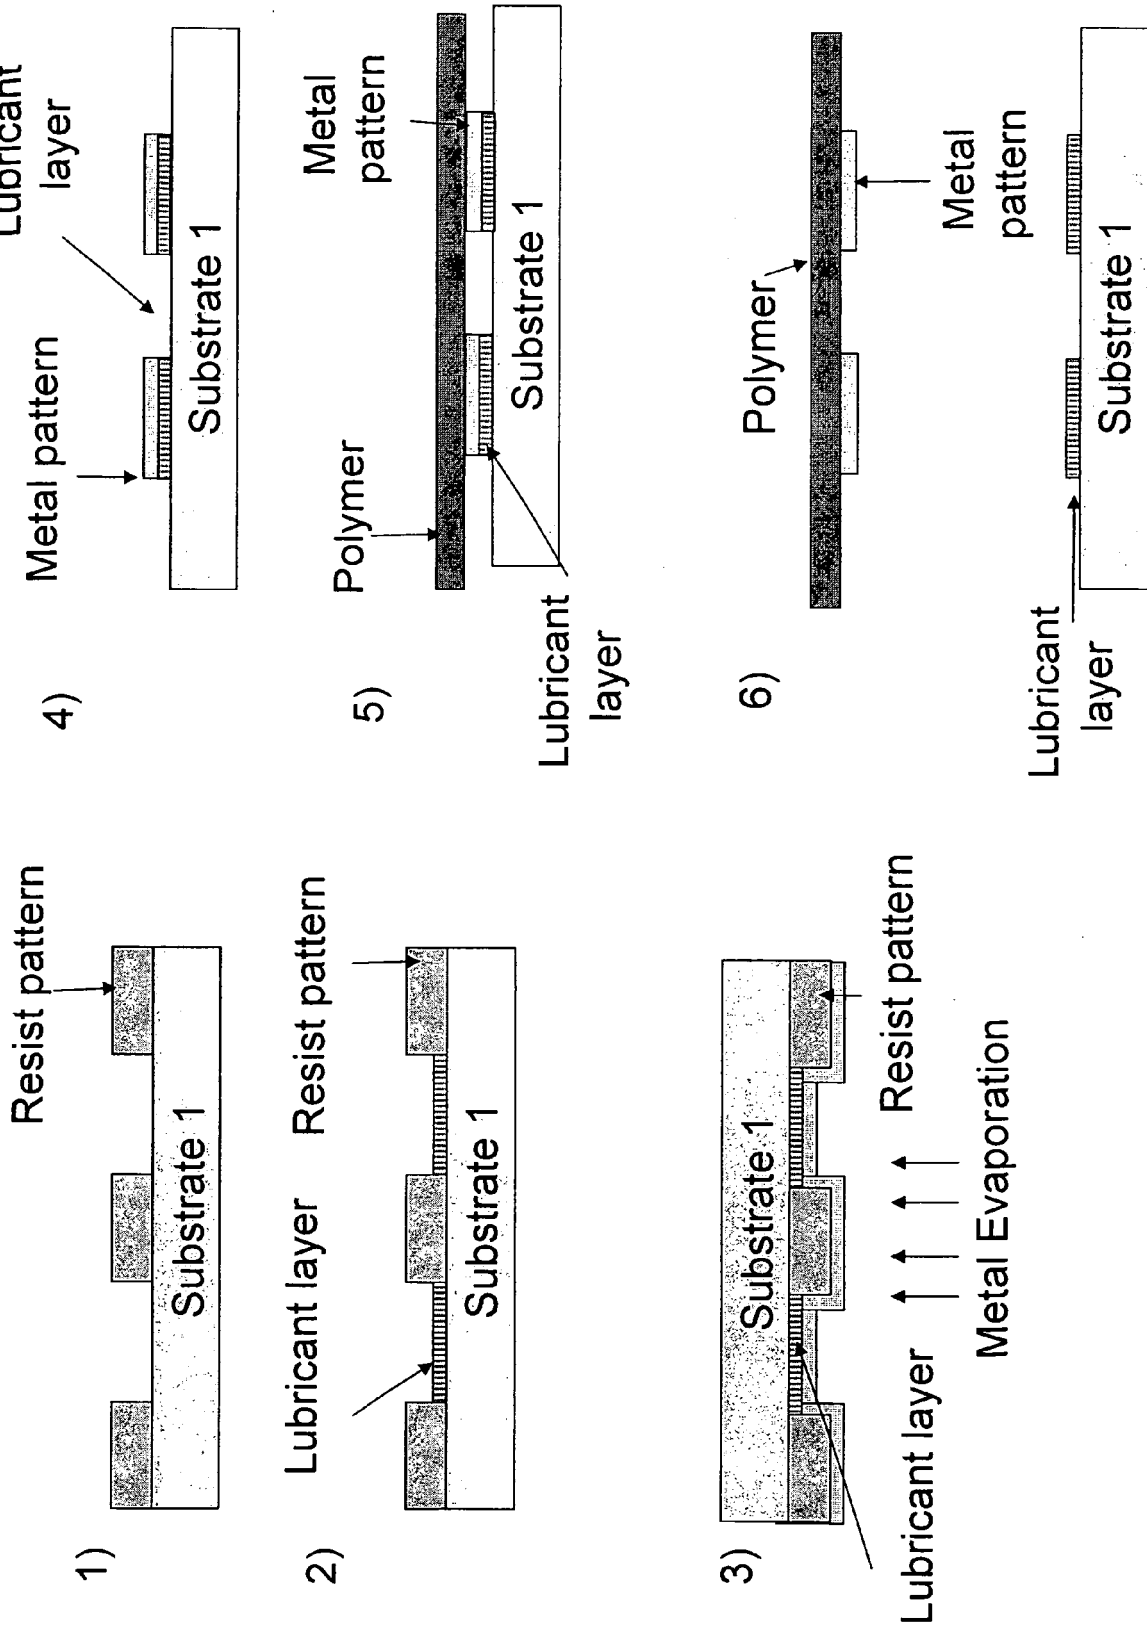 1)
Resist pattern
Substrate 1
2)
Lubricant layer
Resist pattern
Substrate 1
3)
Substrate 1
Lubricant layer
Resist pattern
Metal Evaporation
4)
Metal pattern
Lubricant
layer
Substrate 1
5)
Polymer
Metal
pattern
Substrate 1
Lubricant
layer
6)
Polymer
Metal
pattern
Lubricant
layer
Substrate 1